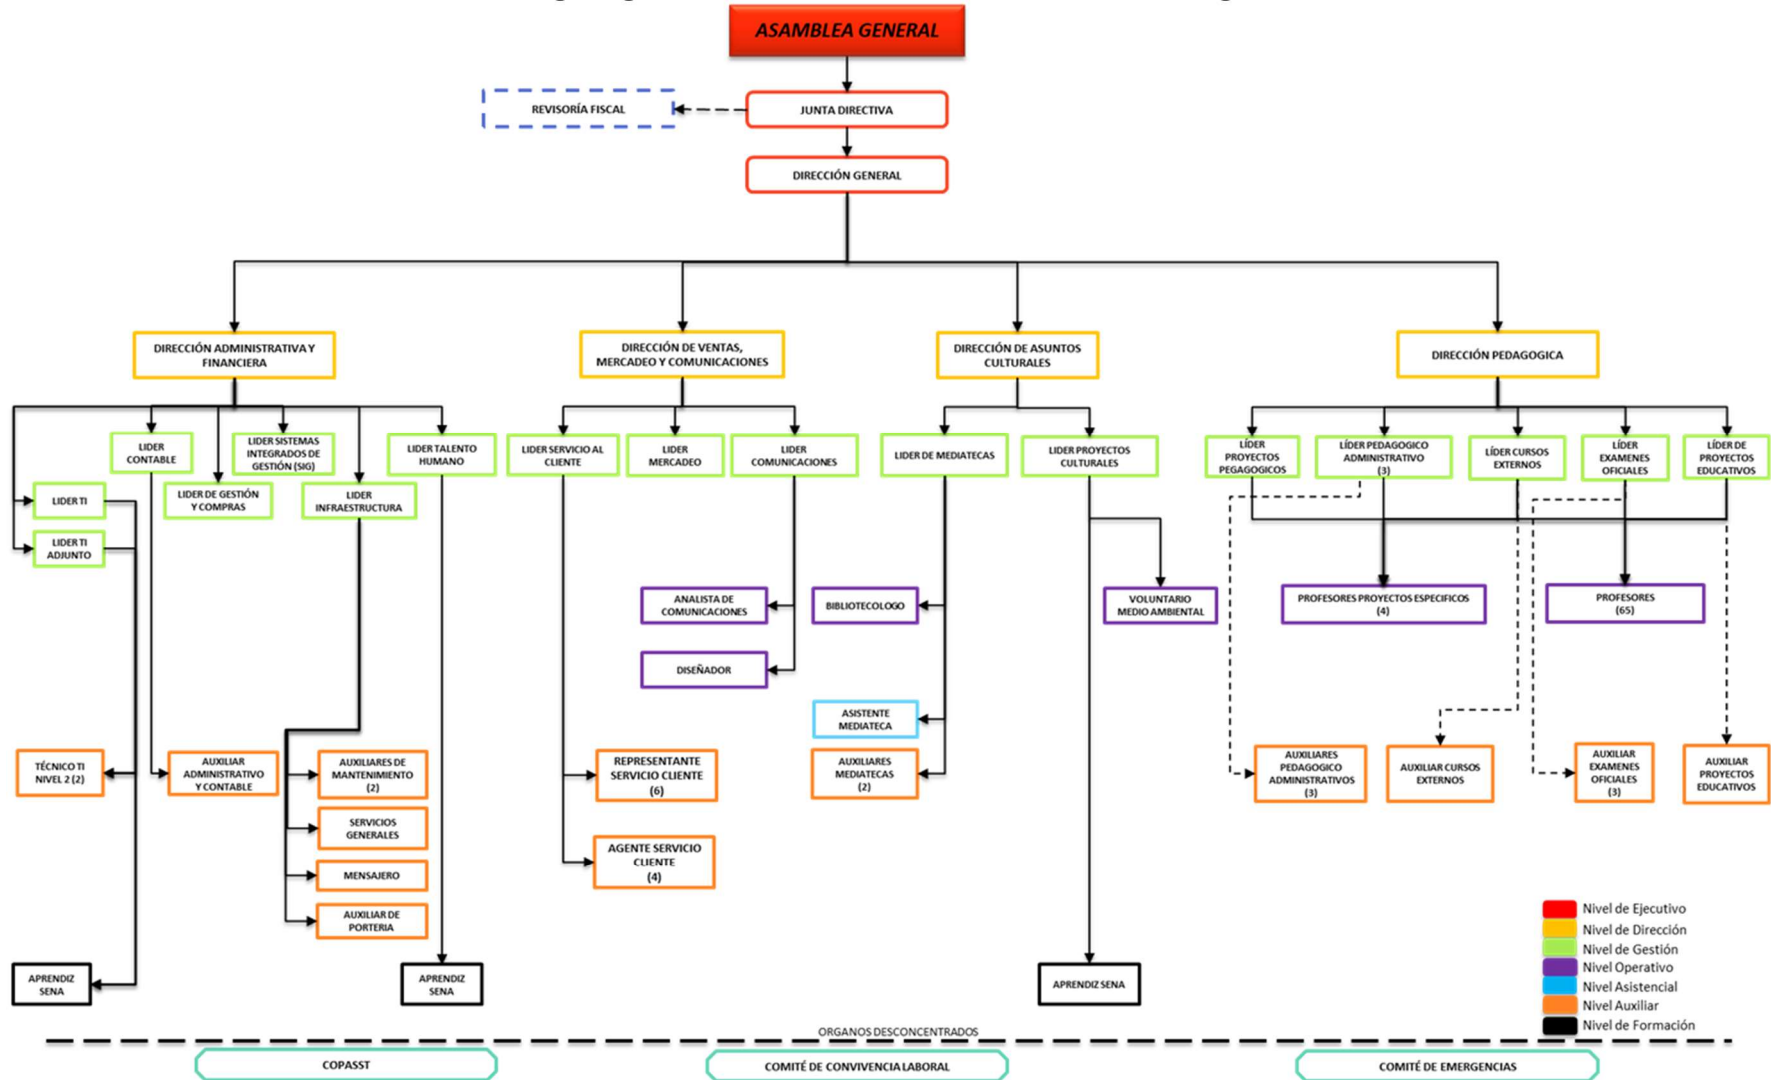 ASAMBLEA GENERAL
REVISORÍA FISCAL
JUNTA DIRECTIVA
DIRECCIÓN GENERAL
DIRECCIÓN ADMINISTRATIVA Y
FINANCIERA
DIRECCIÓN DE VENTAS,
MERCADEO Y COMUNICACIONES
DIRECCIÓN DE ASUNTOS
CULTURALES
DIRECCIÓN PEDAGOGICA
LIDER
CONTABLE
LIDER SISTEMAS
INTEGRADOS DE
GESTIÓN (SIG)
LIDER TALENTO
HUMANO
LIDER SERVICIO AL
CLIENTE
LIDER
MERCADEO
LIDER
COMUNICACIONES
LIDER DE MEDIATECAS
LIDER PROYECTOS
CULTURALES
LÍDER
PROYECTOS
PEGAGOGICOS
LÍDER PEDAGOGICO
ADMINISTRATIVO
(3)
LÍDER CURSOS
EXTERNOS
LÍDER
EXAMENES
OFICIALES
LÍDER DE
PROYECTOS
EDUCATIVOS
LIDER TI
LIDER DE GESTIÓN
Y COMPRAS
LIDER
INFRAESTRUCTURA
LIDER TI
ADJUNTO
ANALISTA DE
COMUNICACIONES
BIBLIOTECOLOGO
VOLUNTARIO
MEDIO AMBIENTAL
PROFESORES PROYECTOS ESPECIFICOS
(4)
PROFESORES
(65)
DISEÑADOR
ASISTENTE
MEDIATECA
TÉCNICO TI
NIVEL 2 (2)
AUXILIAR
ADMINISTRATIVO
Y CONTABLE
AUXILIARES DE
MANTENIMIENTO
(2)
REPRESENTANTE
SERVICIO CLIENTE
(6)
AUXILIARES
MEDIATECAS
(2)
AUXILIARES
PEDAGOGICO
ADMINISTRATIVOS
(3)
AUXILIAR CURSOS
EXTERNOS
AUXILIAR
EXAMENES
OFICIALES
(3)
AUXILIAR
PROYECTOS
EDUCATIVOS
SERVICIOS
GENERALES
AGENTE SERVICIO
CLIENTE
(4)
MENSAJERO
AUXILIAR DE
PORTERIA
APRENDIZ
SENA
APRENDIZ
SENA
APRENDIZ SENA
Nivel de Ejecutivo
Nivel de Dirección
Nivel de Gestión
Nivel Operativo
Nivel Asistencial
Nivel Auxiliar
Nivel de Formación
ORGANOS DESCONCENTRADOS
COPASST
COMITÉ DE CONVIVENCIA LABORAL
COMITÉ DE EMERGENCIAS